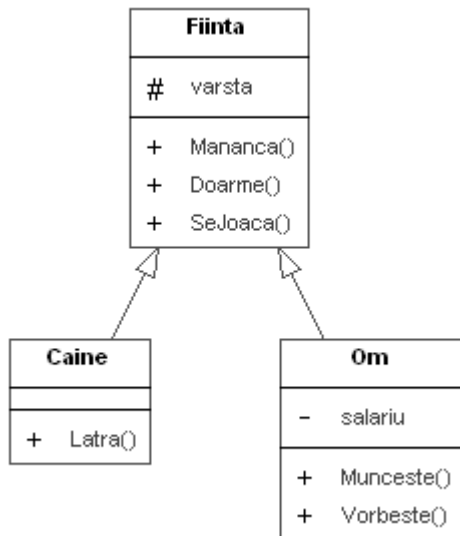 Fiinta
# varsta
+ Mananca()
+ Doarme()
+ SeJoaca()
Caine
+ Latra()
Om
- salariu
+ Munceste()
+ Vorbeste()